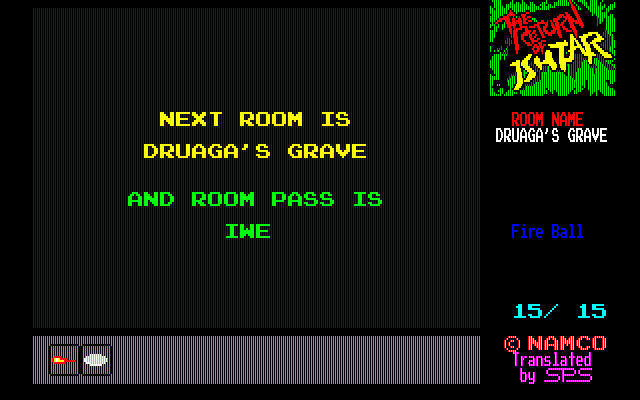 NEXT ROOM IS
DRUAGA'S GRAVE
AND ROOM PASS IS
IWE
THE
RETURN
OF
ISHTAR
ROOM NAME
DRUAGA'S GRAVE
Fire Ball
15/ 15
© NAMCO
Translated
by SPS